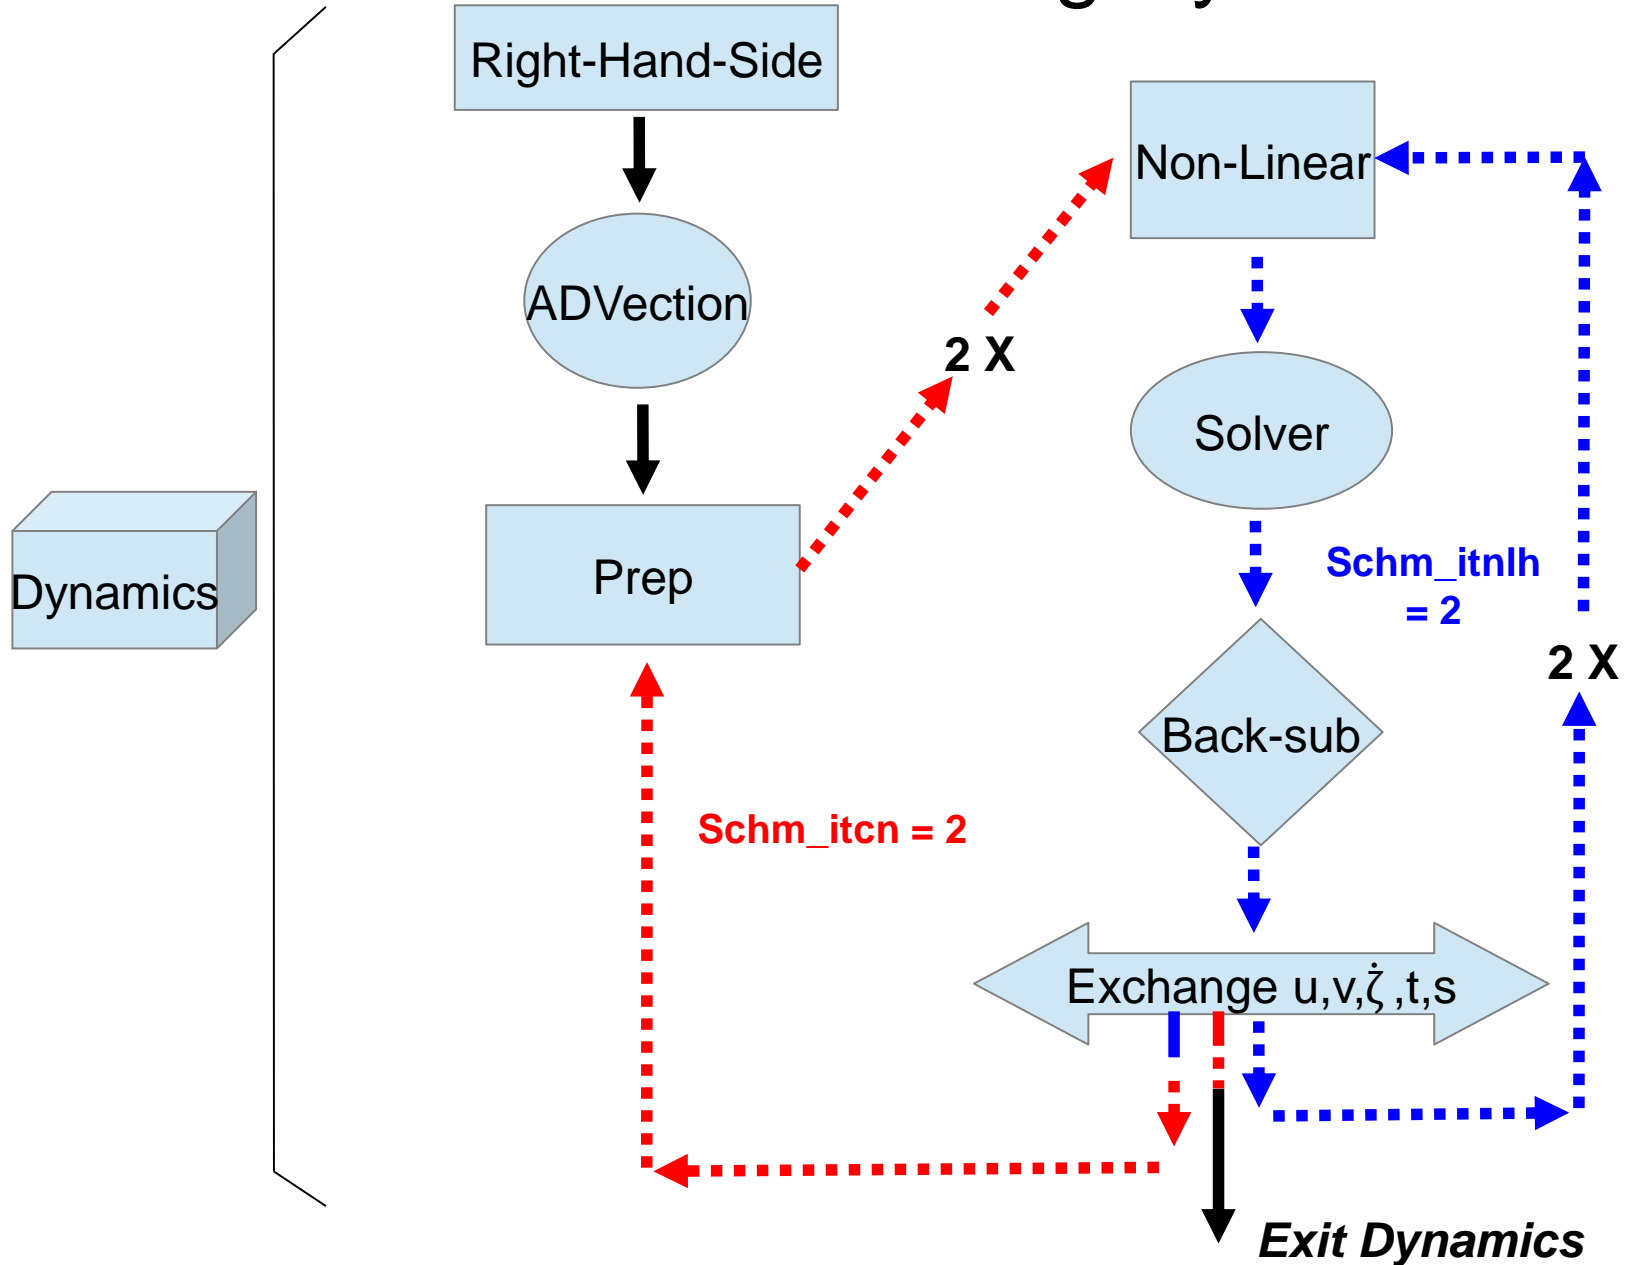 Right-Hand-Side
Non-Linear
ADVection
2 X
Solver
Schm_itnlh
= 2
Dynamics
Prep
2 X
Back-sub
Schm_itcn = 2
Exchange u,v,ζ̇ ,t,s
Exit Dynamics